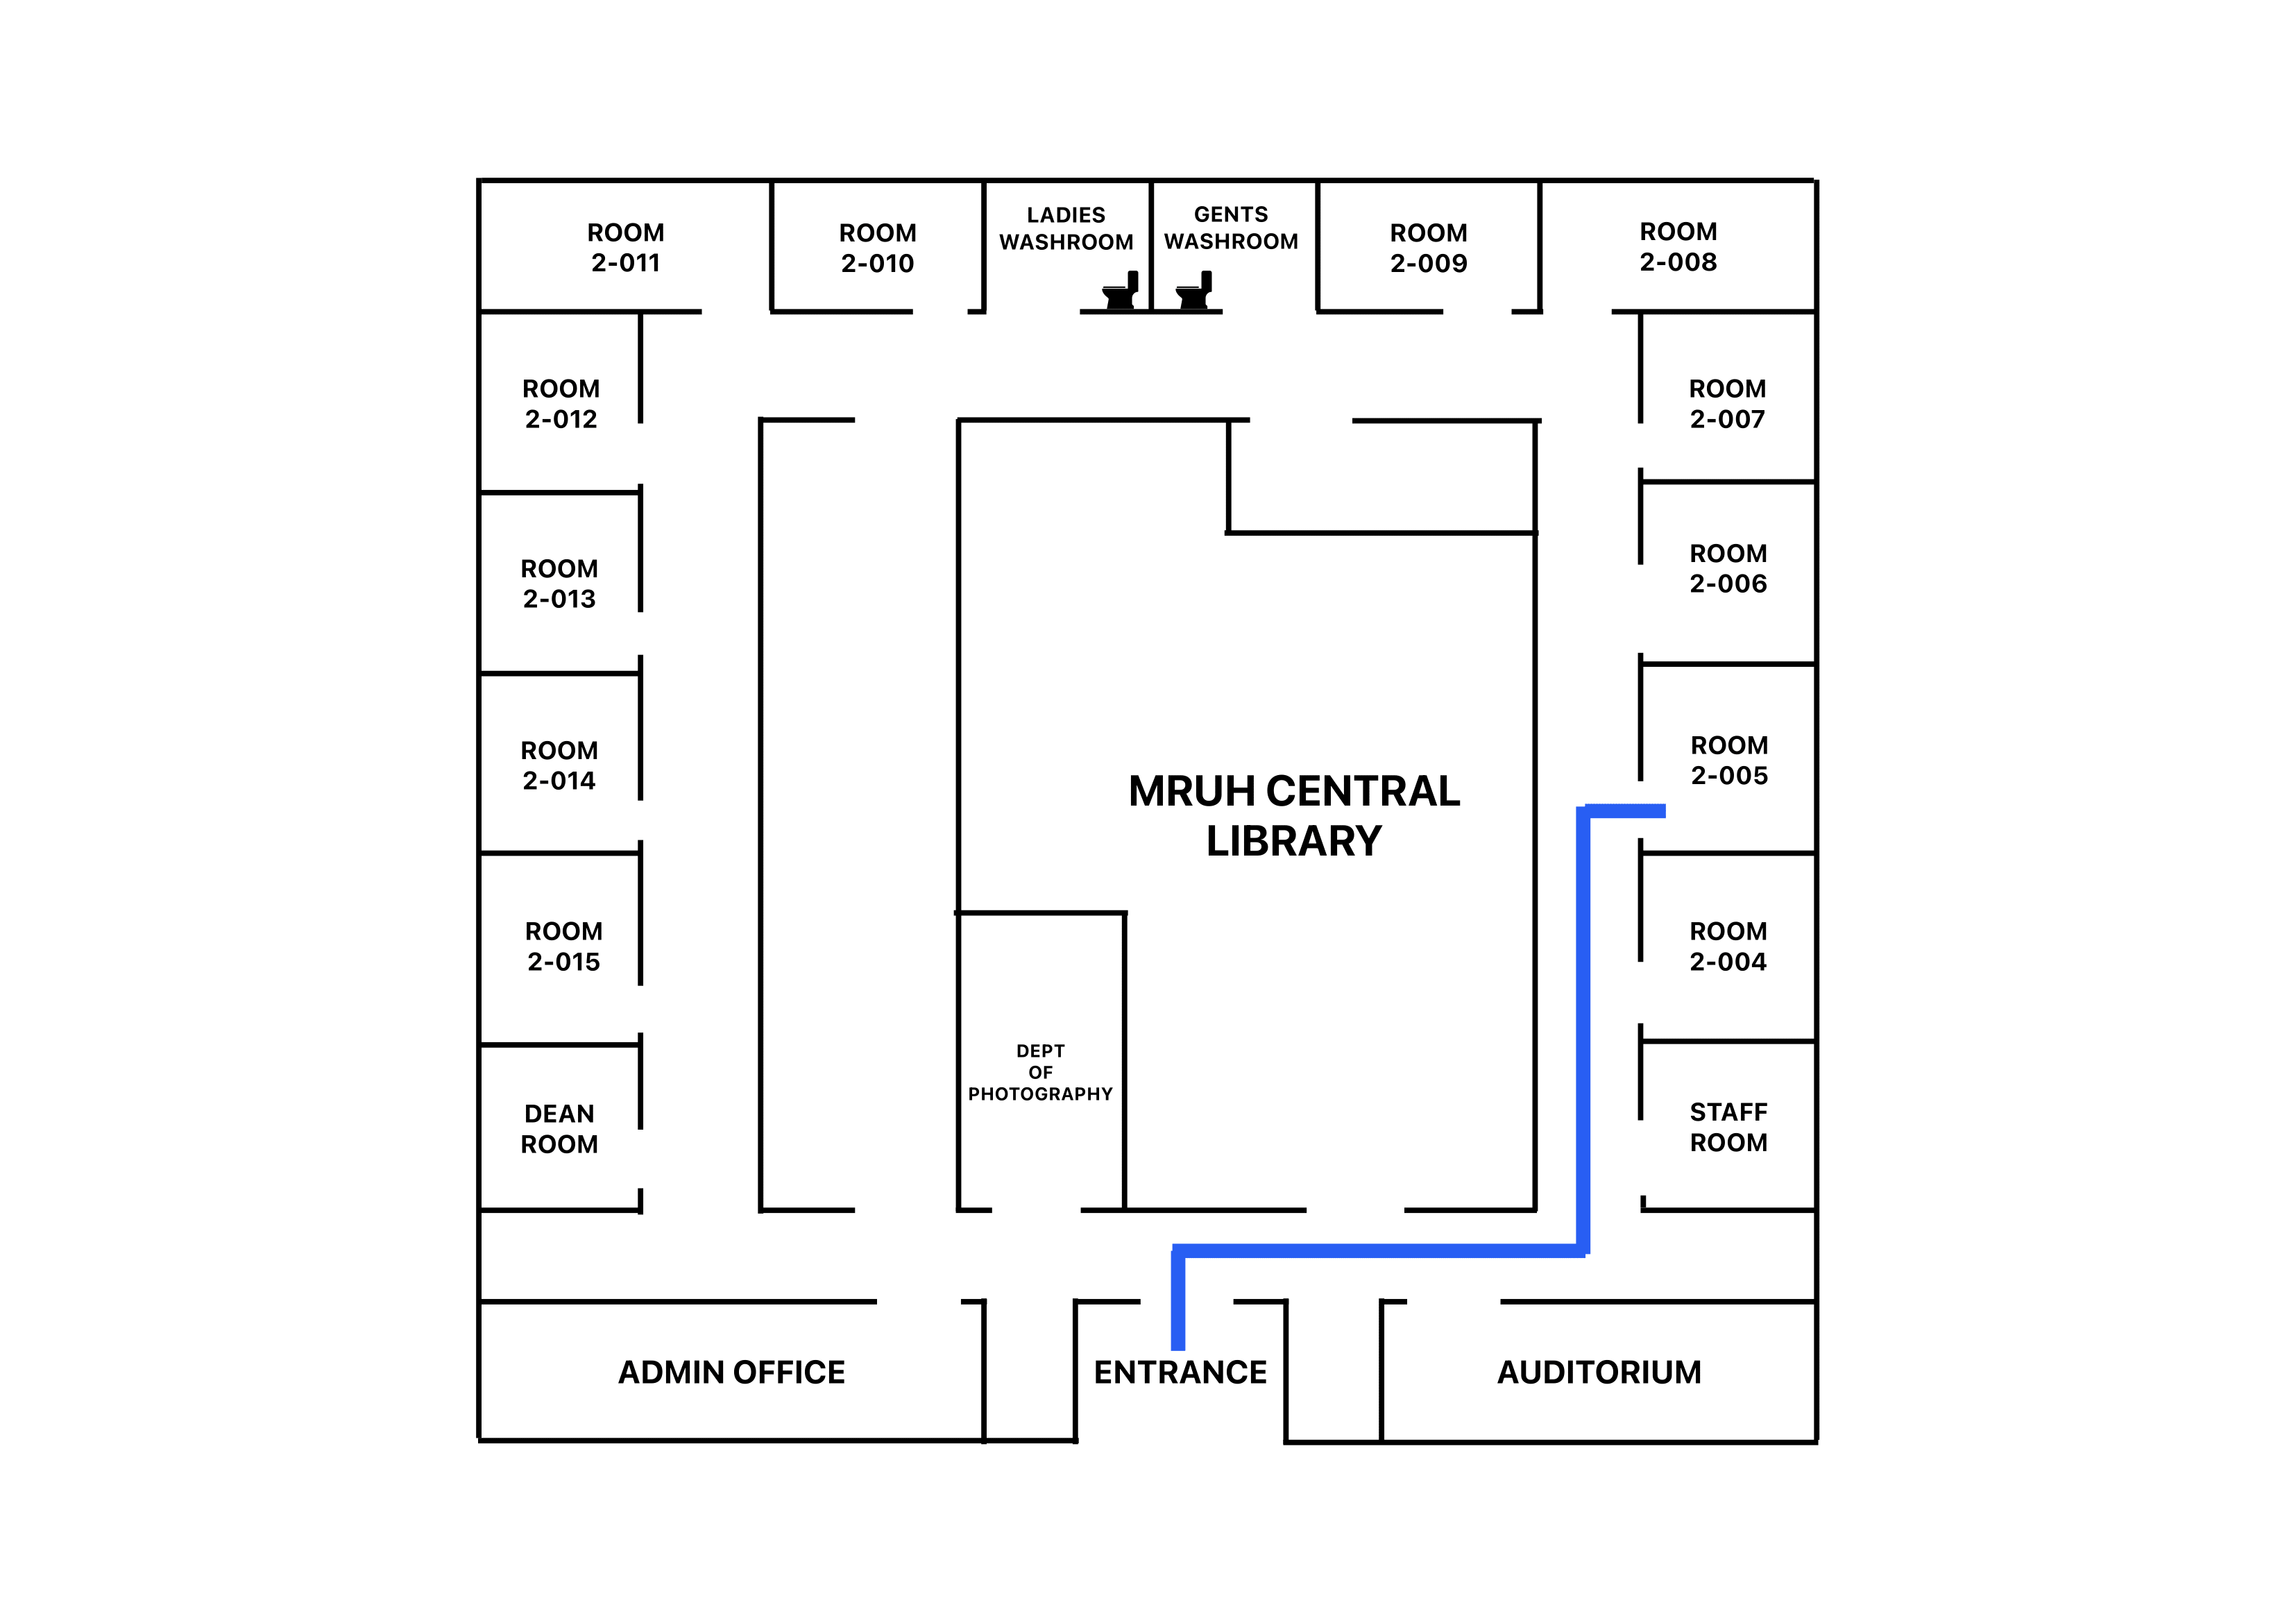 ROOM
2-011
ROOM
2-010
LADIES
WASHROOM
GENTS
WASHROOM
ROOM
2-009
ROOM
2-008
ROOM
2-012
ROOM
2-007
ROOM
2-013
ROOM
2-006
ROOM
2-014
MRUH CENTRAL
LIBRARY
ROOM
2-005
ROOM
2-015
ROOM
2-004
DEPT
OF
PHOTOGRAPHY
DEAN
ROOM
STAFF
ROOM
ADMIN OFFICE
ENTRANCE
AUDITORIUM